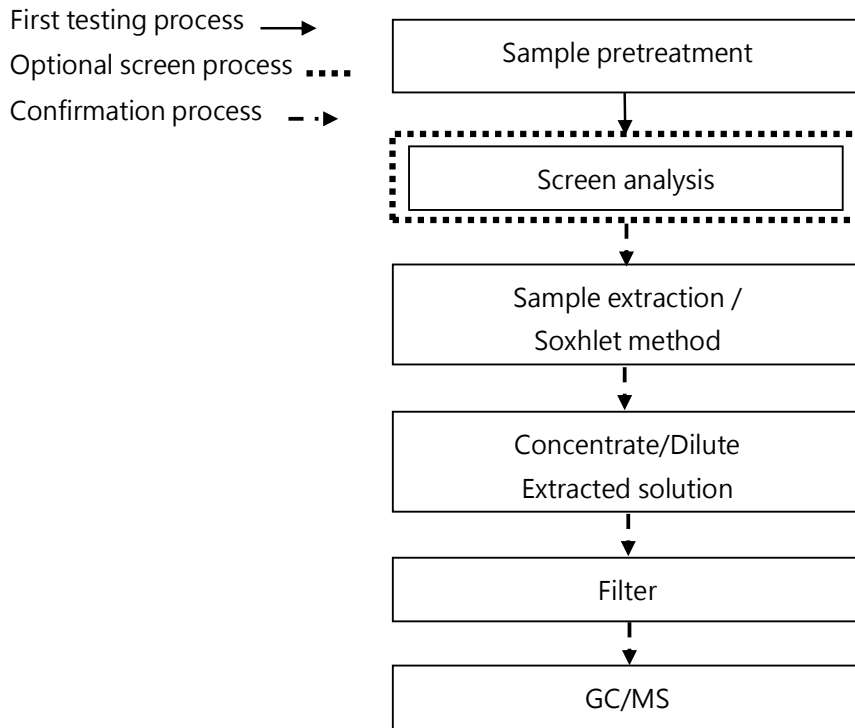 First testing process
Optional screen process
Confirmation process
Sample pretreatment
Screen analysis
Sample extraction /
Soxhlet method
Concentrate/Dilute
Extracted solution
Filter
GC/MS